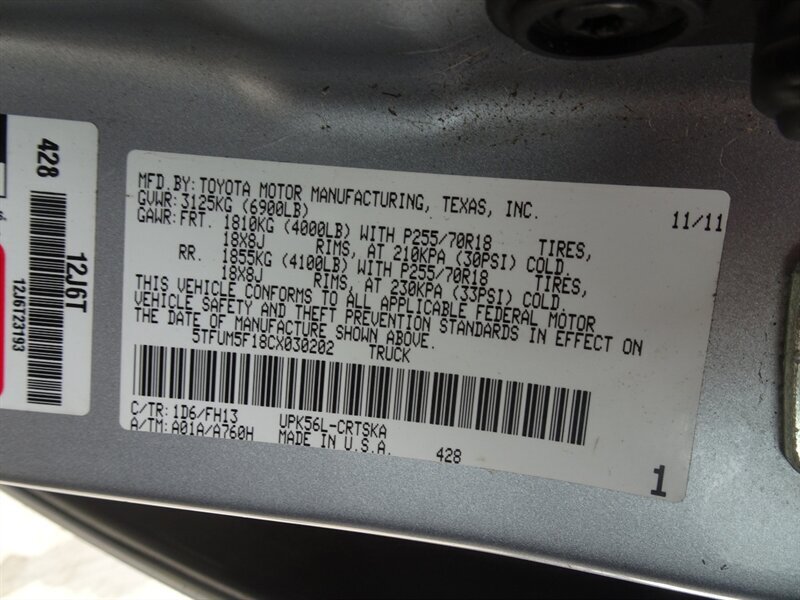 428
12J6T
12J6T23193
MFD.BY:TOYOTA MOTOR MANUFACTURING, TEXAS, INC.
GVWR:3125KG (6900LB) 11/11
GAWR:FRT. 1810KG (4000LB) WITH P255/70R18 TIRES,
18X8J RIMS, AT 210KPA (30PSI) COLD.
RR. 1855KG (4100LB) WITH P255/70R18 TIRES,
18X8J RIMS, AT 230KPA (33PSI) COLD
THIS VEHICLE CONFORMS TO ALL APPLICABLE FEDERAL MOTOR
VEHICLE SAFETY AND THEFT PREVENTION STANDARDS IN EFFECT ON
THE DATE OF MANUFACTURE SHOWN ABOVE.
5TFUM5F18CX030202 TRUCK
C/TR:1D6/FH13 UPK56L-CRTSKA
A/TM:A01A/A760H MADE IN U.S.A. 428
1